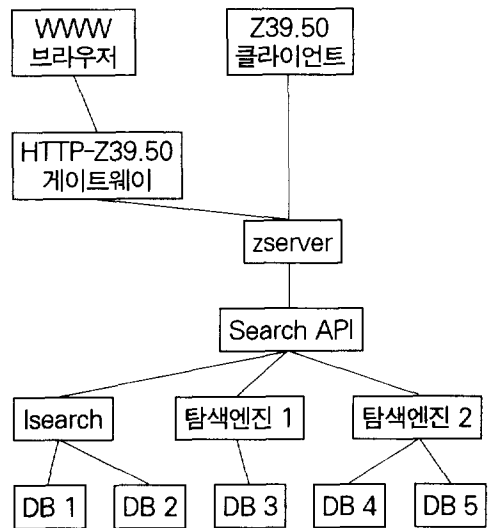 WWW
브라우저
Z39.50
클라이언트
HTTP-Z39.50
게이트웨이
zserver
Search API
Isearch
탐색엔진 1
탐색엔진 2
DB 1
DB 2
DB 3
DB 4
DB 5